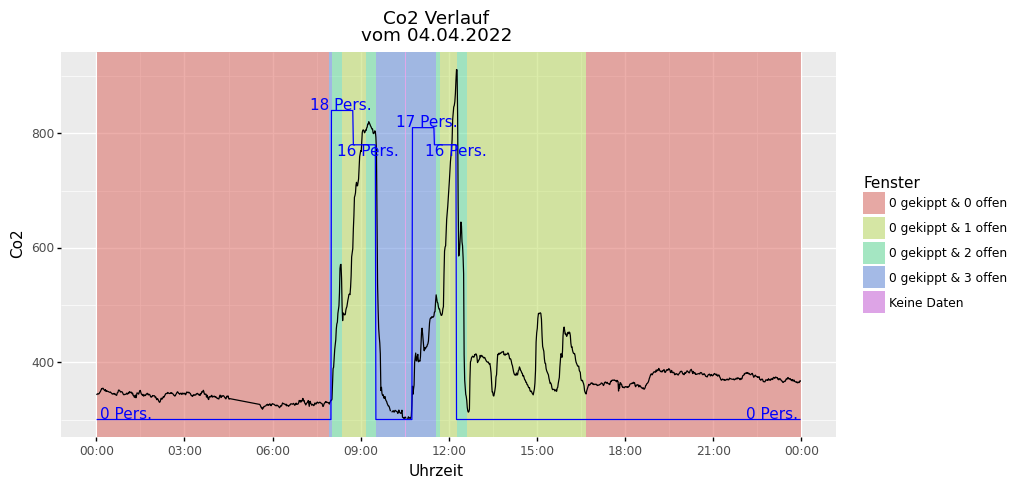 Co2 Verlauf
vom 04.04.2022
Co2
800
600
400
18 Pers.
17 Pers.
16 Pers.
16 Pers.
0 Pers.
0 Pers.
00:00
03:00
06:00
09:00
12:00
15:00
18:00
21:00
00:00
Uhrzeit
Fenster
0 gekippt & 0 offen
0 gekippt & 1 offen
0 gekippt & 2 offen
0 gekippt & 3 offen
Keine Daten